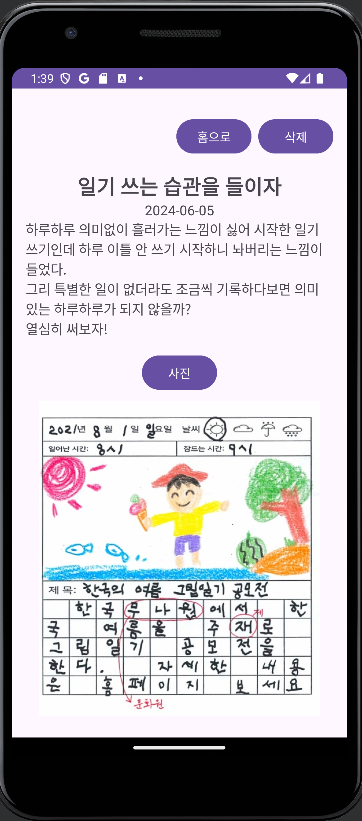 1:39
홈으로 삭제
일기 쓰는 습관을 들이자
2024-06-05
하루하루 의미없이 흘러가는 느낌이 싫어 시작한 일기
쓰기인데 하루 이틀 안 쓰기 시작하니 놔버리는 느낌이
들었다.
그리 특별한 일이 없더라도 조금씩 기록하다보면 의미
있는 하루하루가 되지 않을까?
열심히 써보자!
사진
2021년 8월 1일 일요일 날씨
일어난 시간: 8시 잠드는 시간: 9시
제 목: 한국의 여름 그림일기 공모전
한국무나원에서 한
제
국 여름을 주재로
그림일기 공모전을
한다. 자세한 내용
은 홈페이지 보세요
문화원